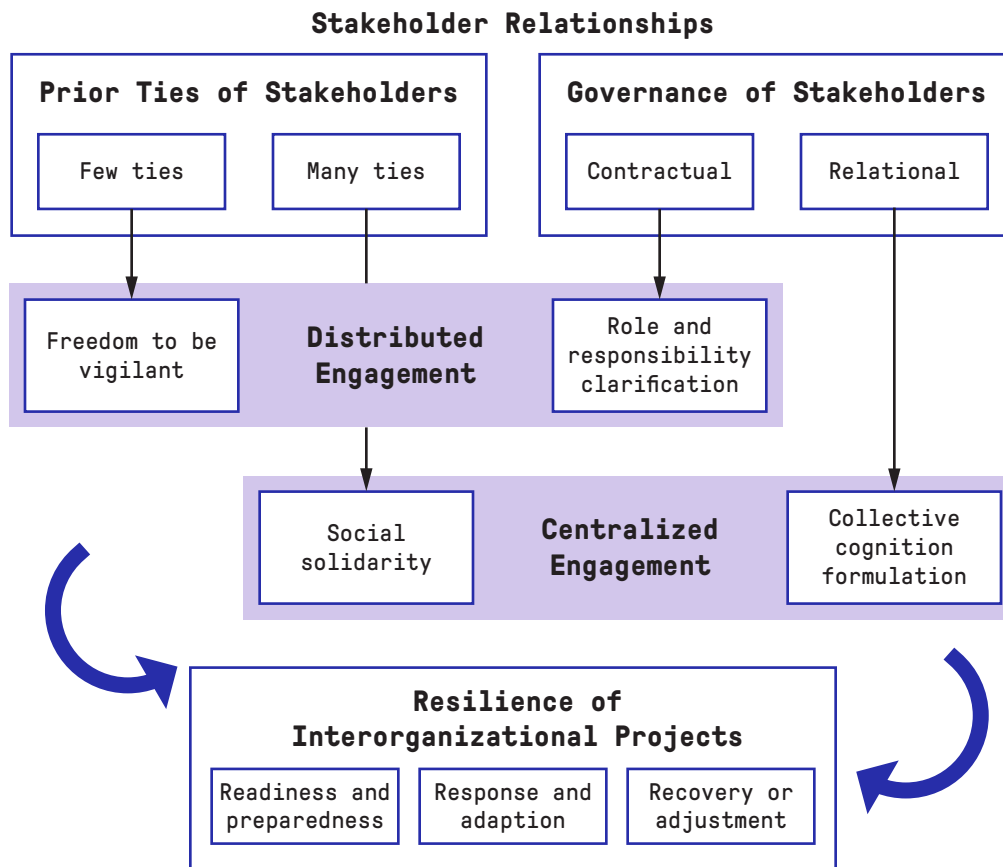 Stakeholder Relationships
Prior Ties of Stakeholders
Few ties
Many ties
Governance of Stakeholders
Contractual
Relational
Freedom to be
vigilant
Distributed
Engagement
Role and
responsibility
clarification
Social
solidarity
Centralized
Engagement
Collective
cognition
formulation
Resilience of
Interorganizational Projects
Readiness and
preparedness
Response and
adaption
Recovery or
adjustment